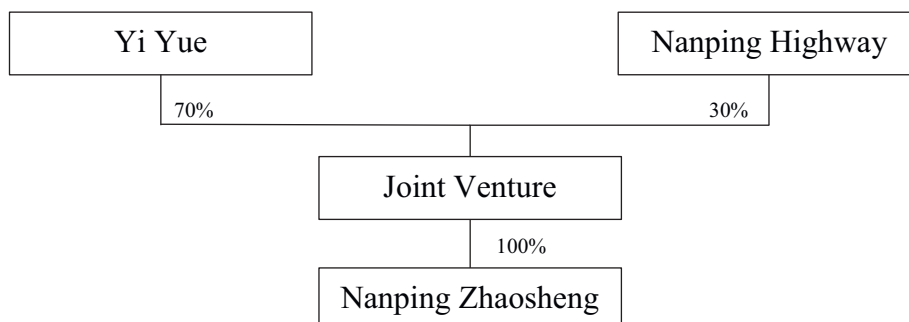 Yi Yue
Nanping Highway
70%
30%
Joint Venture
100%
Nanping Zhaosheng